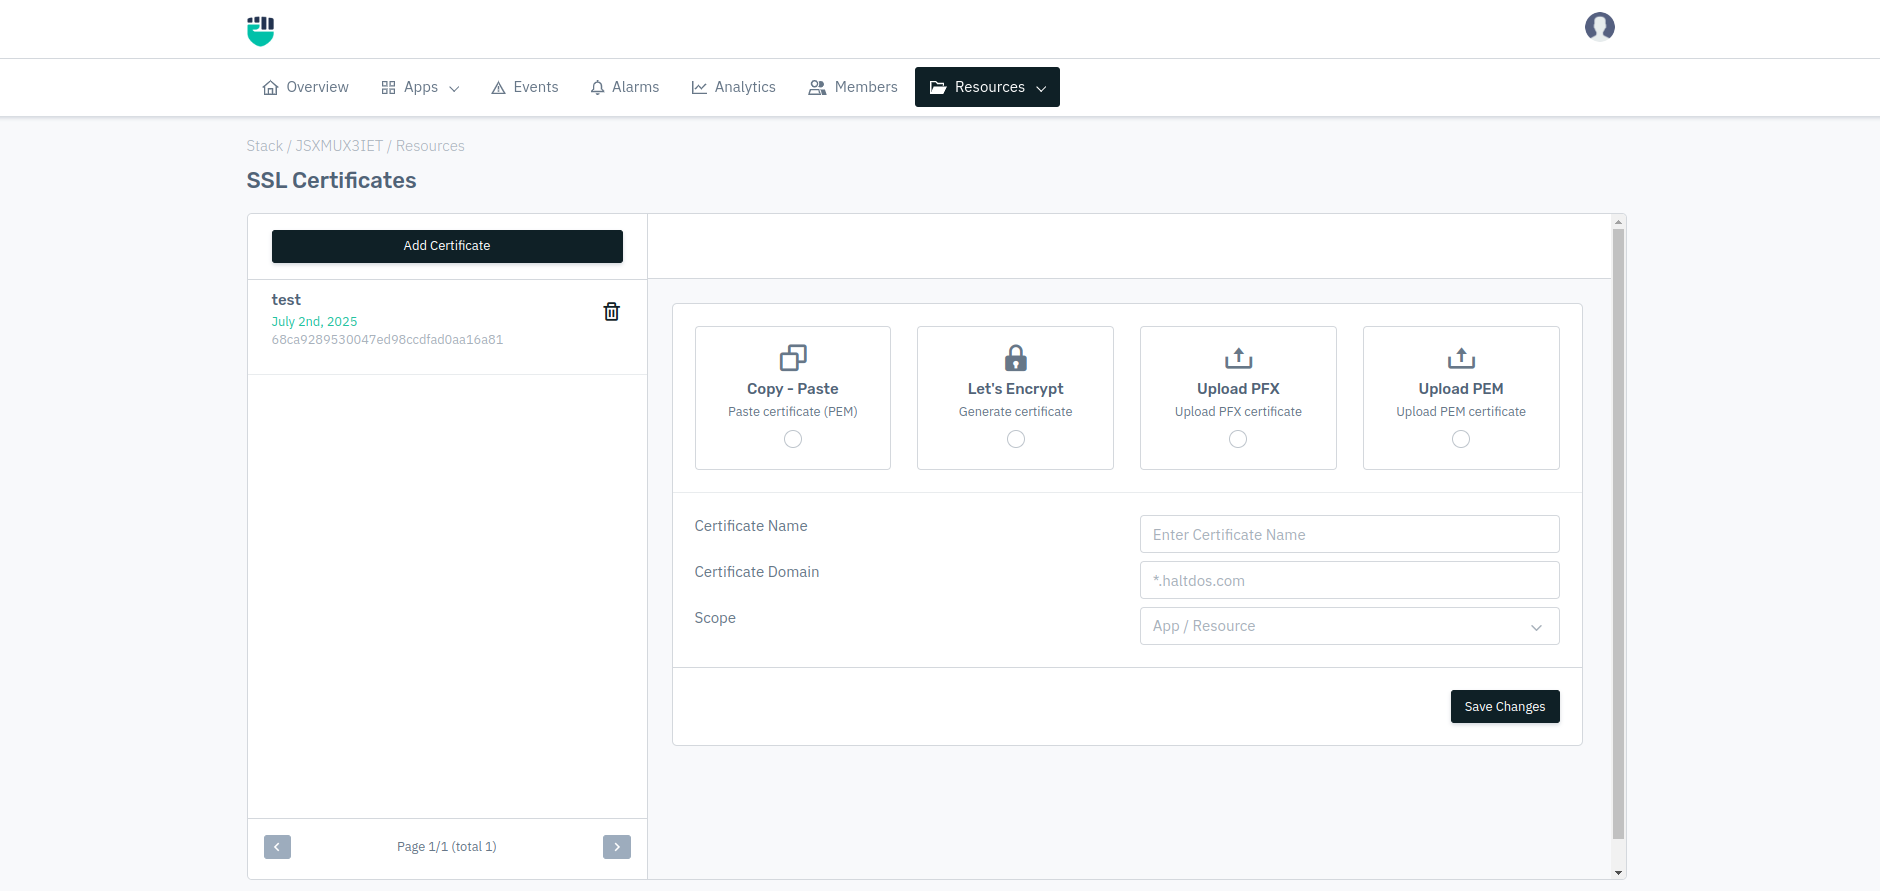 Overview Apps Events Alarms Analytics Members Resources
Stack / JSXMUX3IET / Resources
SSL Certificates
Add Certificate
test
July 2nd, 2025
68ca9289530047ed98ccdfad0aa16a81
Page 1/1 (total 1)
Copy - Paste
Paste certificate (PEM)
Let's Encrypt
Generate certificate
Upload PFX
Upload PFX certificate
Upload PEM
Upload PEM certificate
Certificate Name
Enter Certificate Name
Certificate Domain
*.haltdos.com
Scope
App / Resource
Save Changes